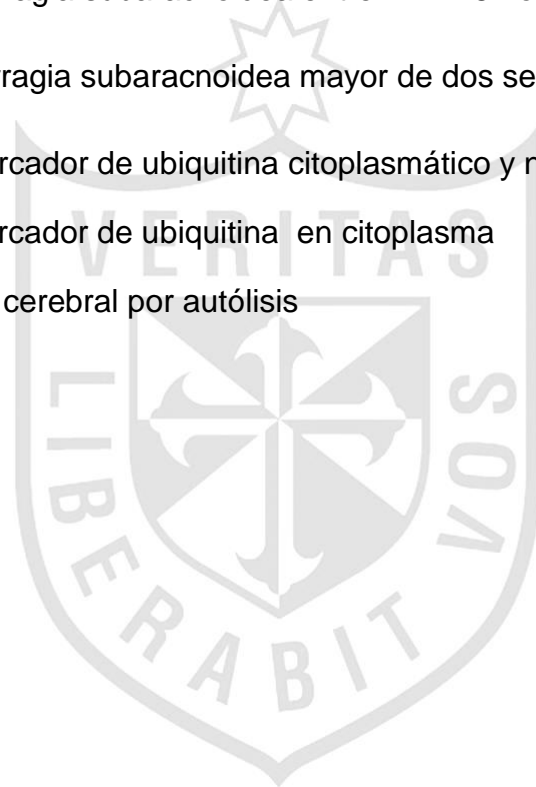 rragia subaracnoidea mayor de dos se
rcador de ubiquitina citoplasmático y
rcador de ubiquitina en citoplasma
cerebral por autólisis
VERITAS
LIBERABIT VOS